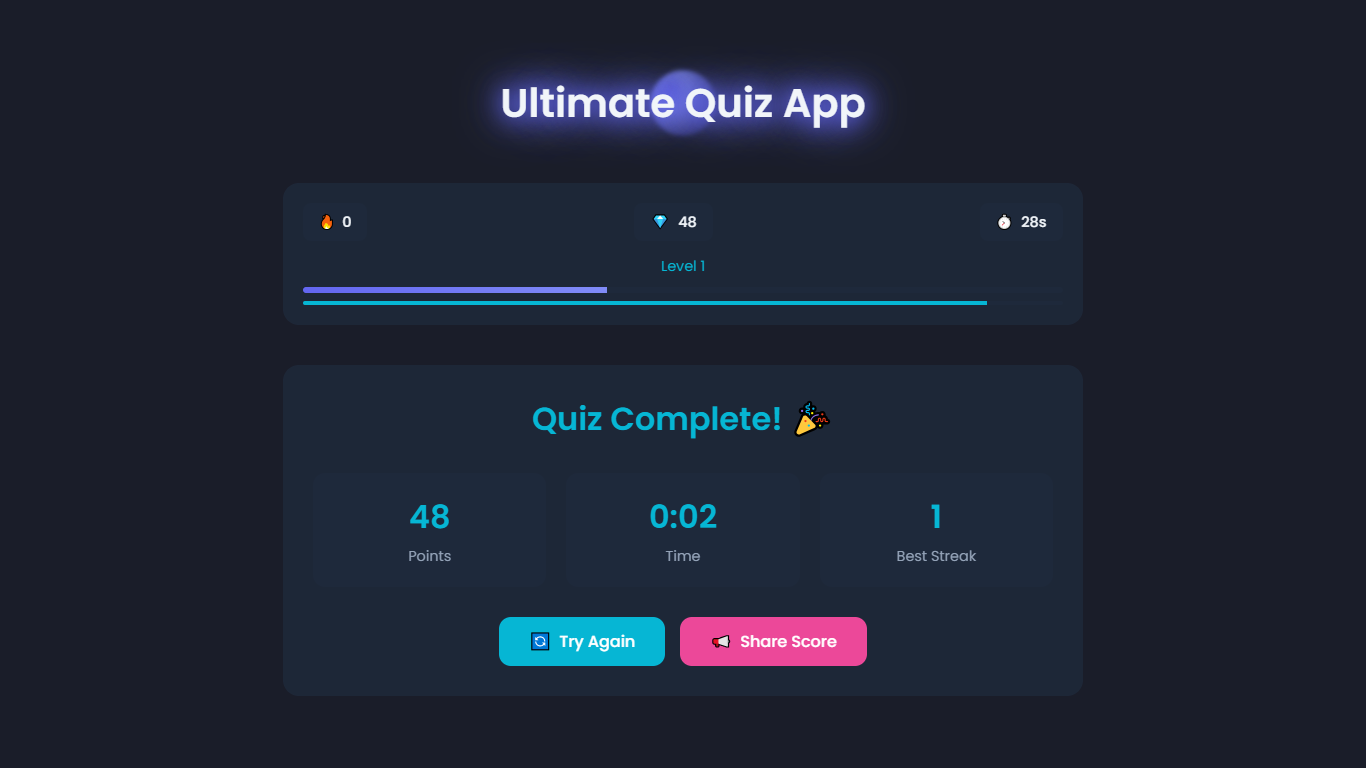 Ultimate Quiz App
🔥 0
💎 48
⏱️ 28s
Level 1
Quiz Complete! 🎉
48
Points
0:02
Time
1
Best Streak
🔄 Try Again
📢 Share Score